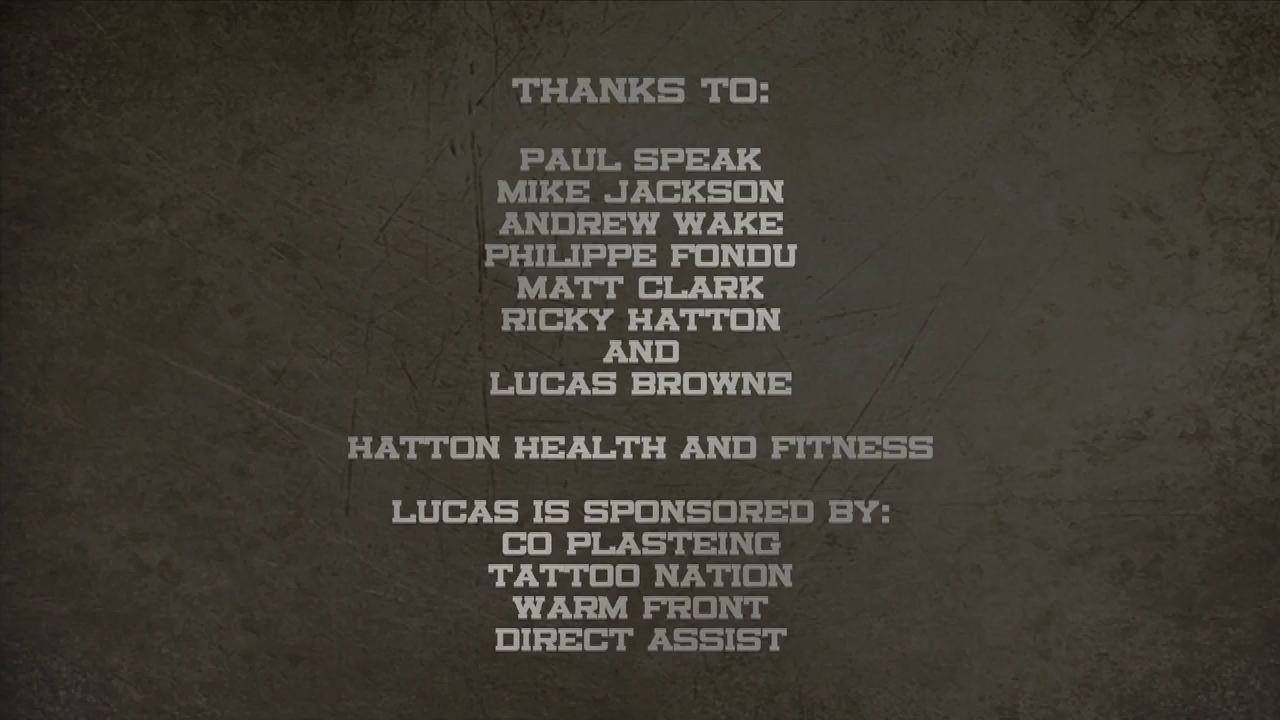 THANKS TO:
PAUL SPEAK
MIKE JACKSON
ANDREW WAKE
PHILIPPE FONDU
MATT CLARK
RICKY HATTON
AND
LUCAS BROWNE
HATTON HEALTH AND FITNESS
LUCAS IS SPONSORED BY:
CO PLASTEING
TATTOO NATION
WARM FRONT
DIRECT ASSIST